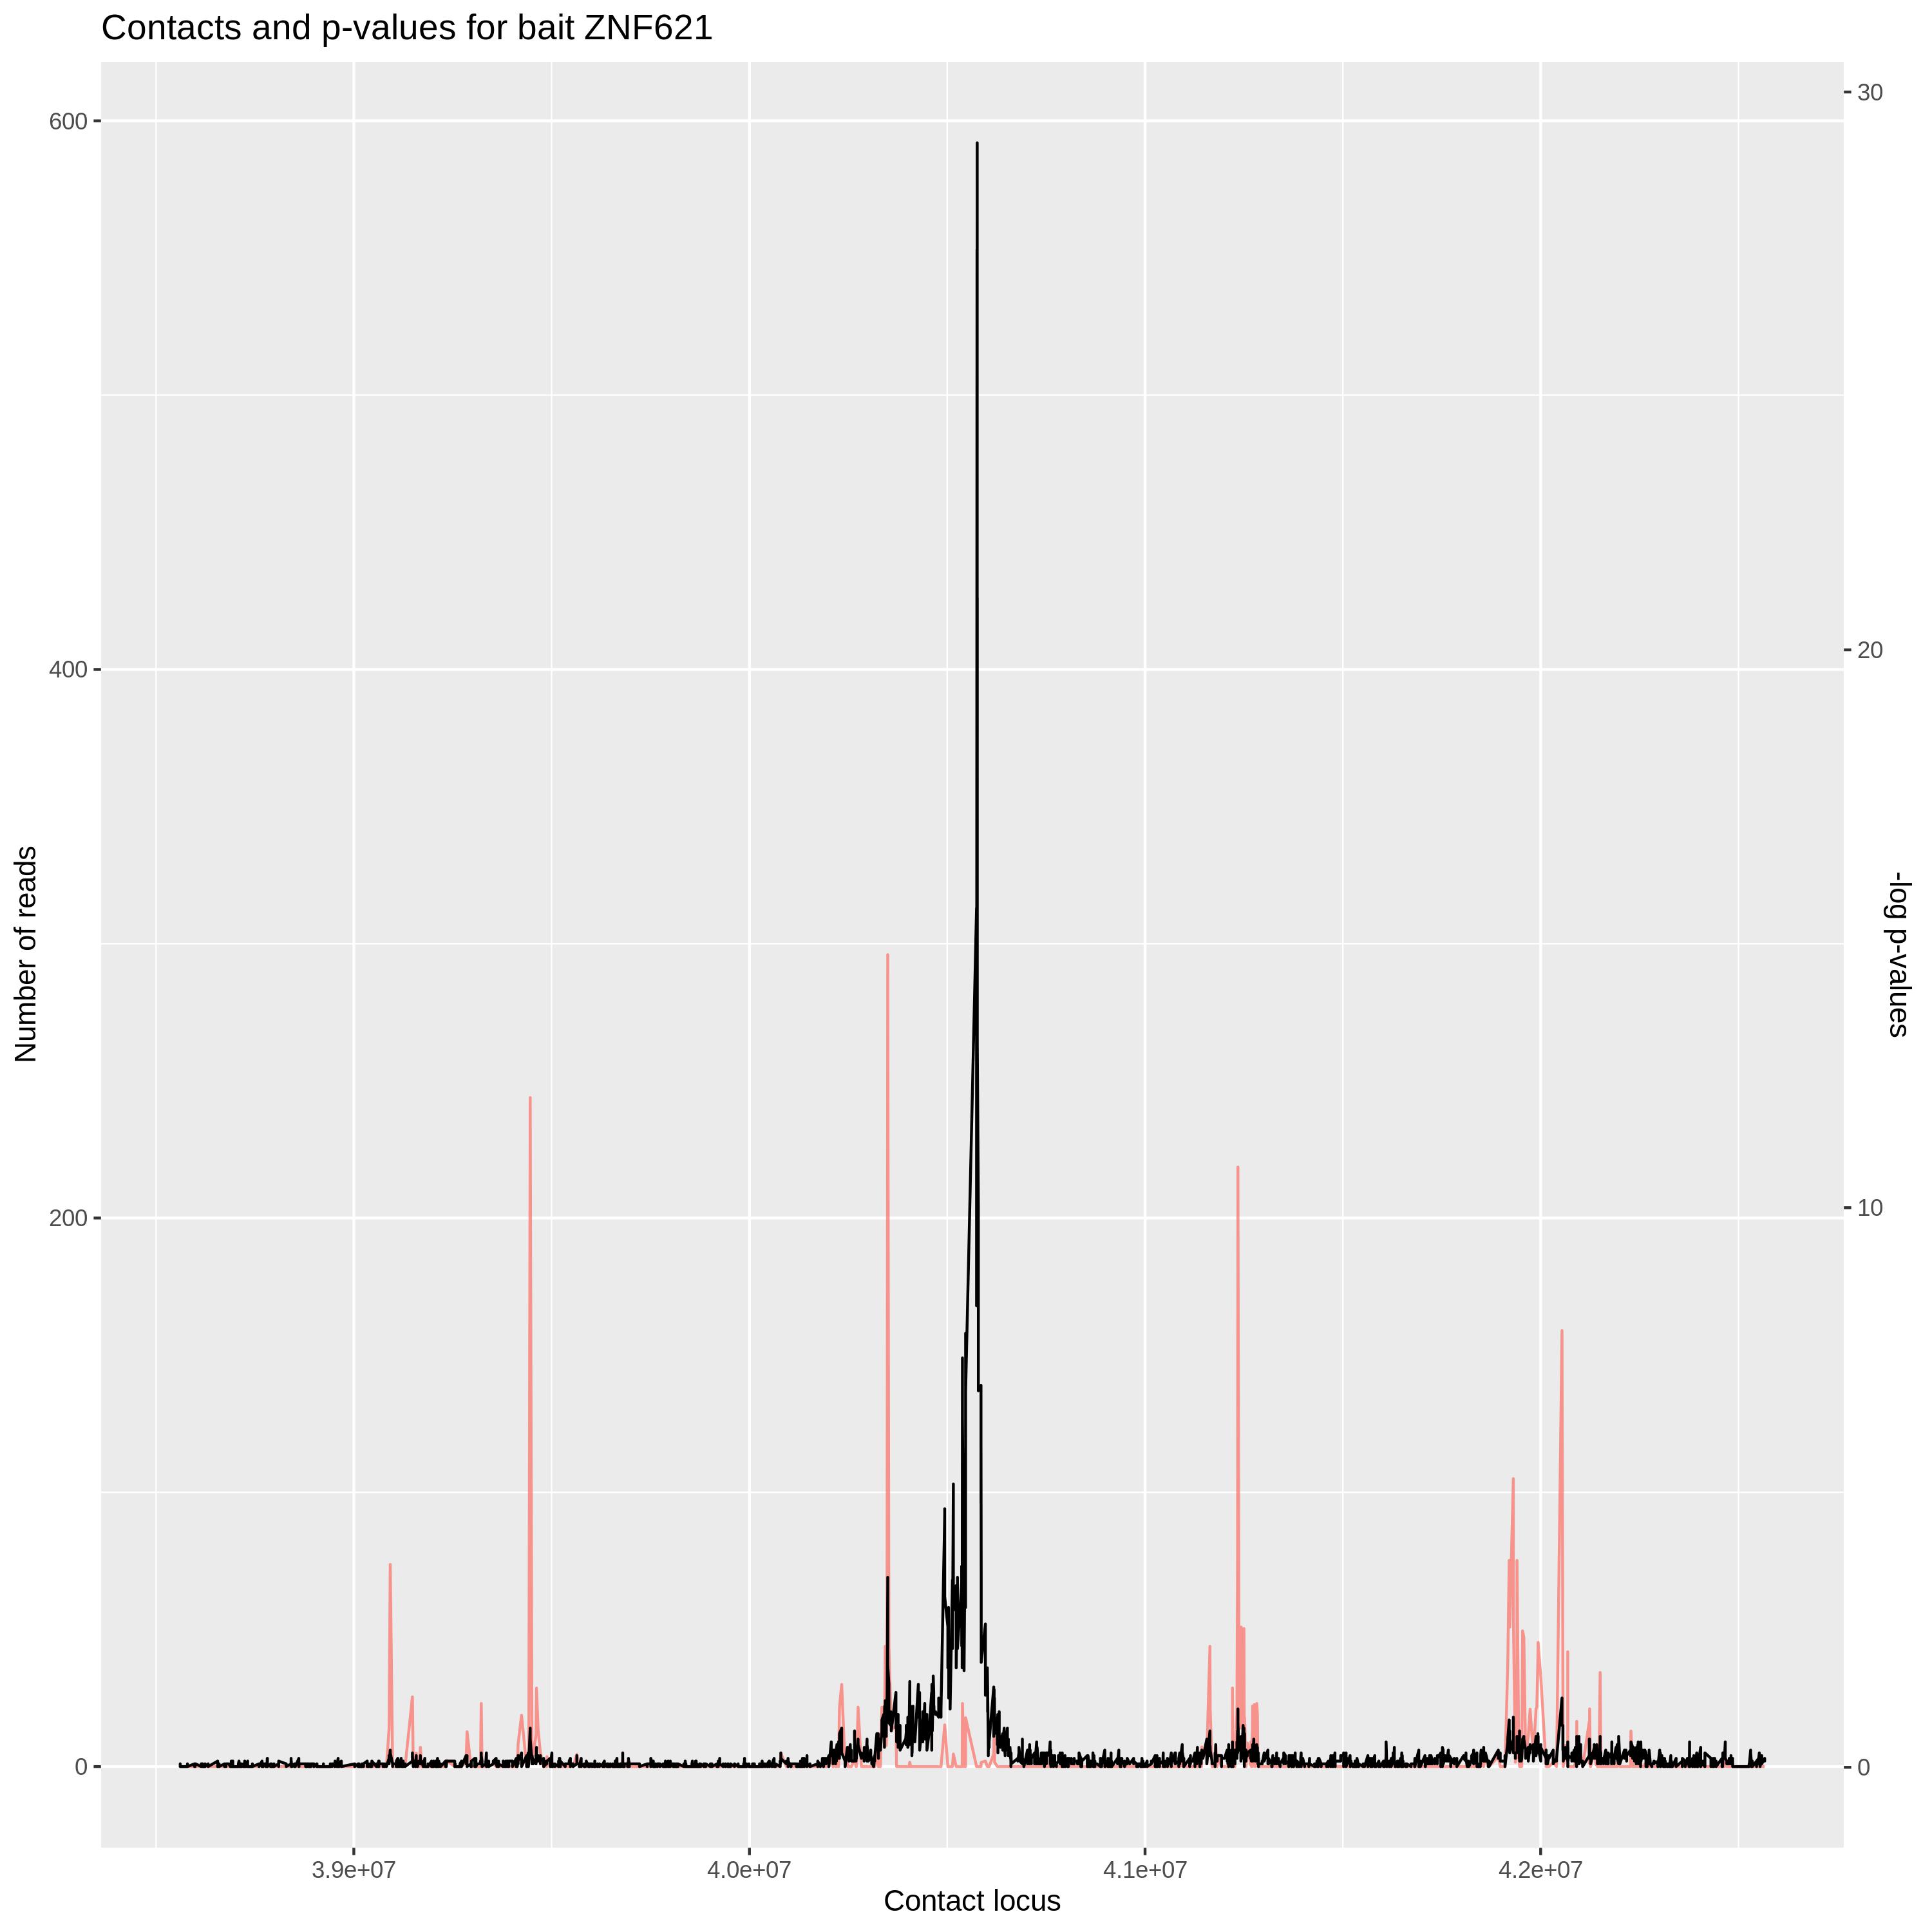 Contacts and p-values for bait ZNF621
600
400
200
0
30
20
10
0
Number of reads
-log p-values
3.9e+07
4.0e+07
4.1e+07
4.2e+07
Contact locus